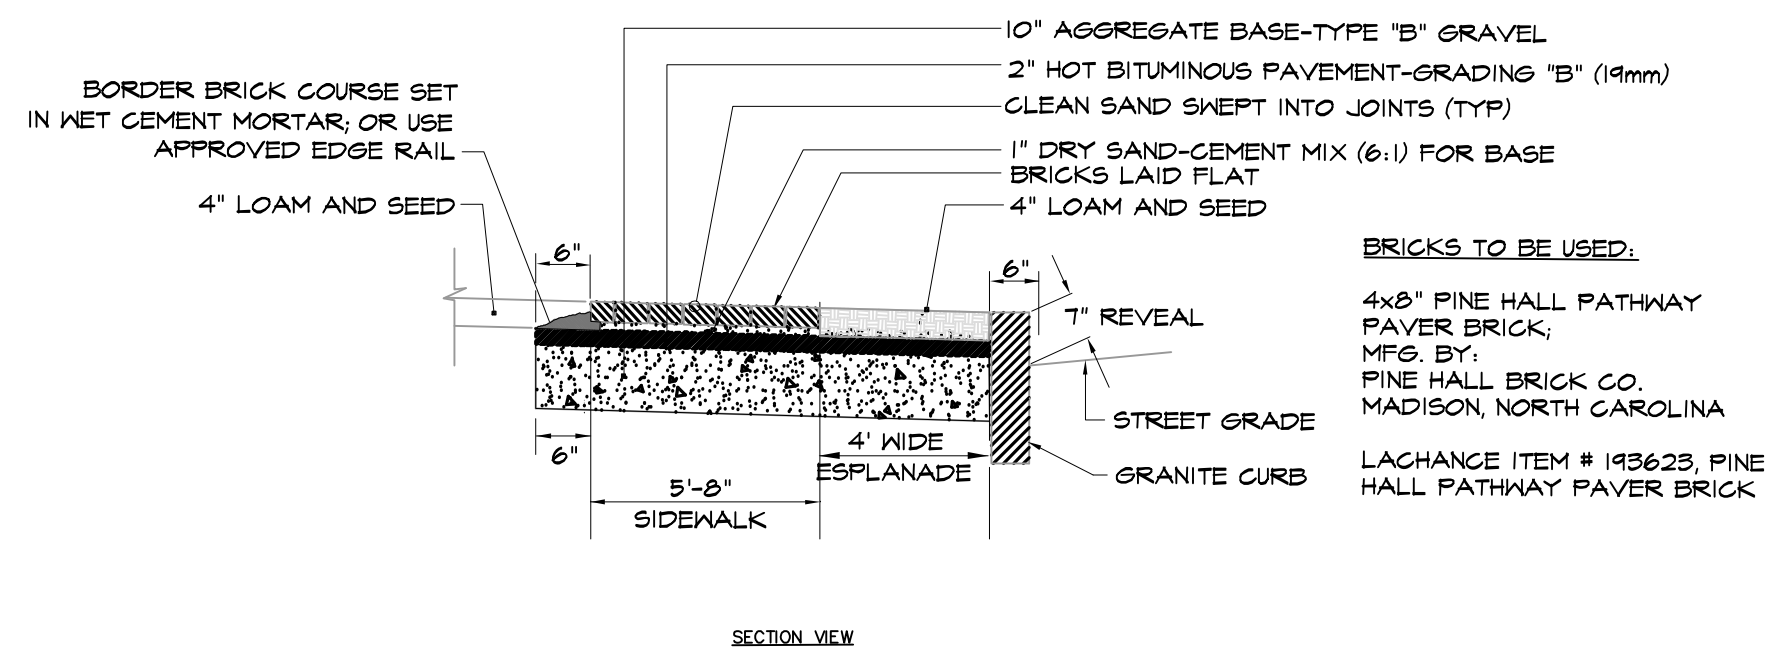 10" AGGREGATE BASE-TYPE "B" GRAVEL
2" HOT BITUMINOUS PAVEMENT-GRADING "B" (19mm)
CLEAN SAND SWEPT INTO JOINTS (TYP)
1" DRY SAND-CEMENT MIX (6:1) FOR BASE
BRICKS LAID FLAT
4" LOAM AND SEED
BORDER BRICK COURSE SET
IN WET CEMENT MORTAR; OR USE
APPROVED EDGE RAIL
4" LOAM AND SEED
6"
6"
7" REVEAL
STREET GRADE
GRANITE CURB
6"
4' WIDE
ESPLANADE
5'-8"
SIDEWALK
BRICKS TO BE USED:
4x8" PINE HALL PATHWAY
PAVER BRICK;
MFG. BY:
PINE HALL BRICK CO.
MADISON, NORTH CAROLINA
LACHANCE ITEM # 193623, PINE
HALL PATHWAY PAVER BRICK
SECTION VIEW